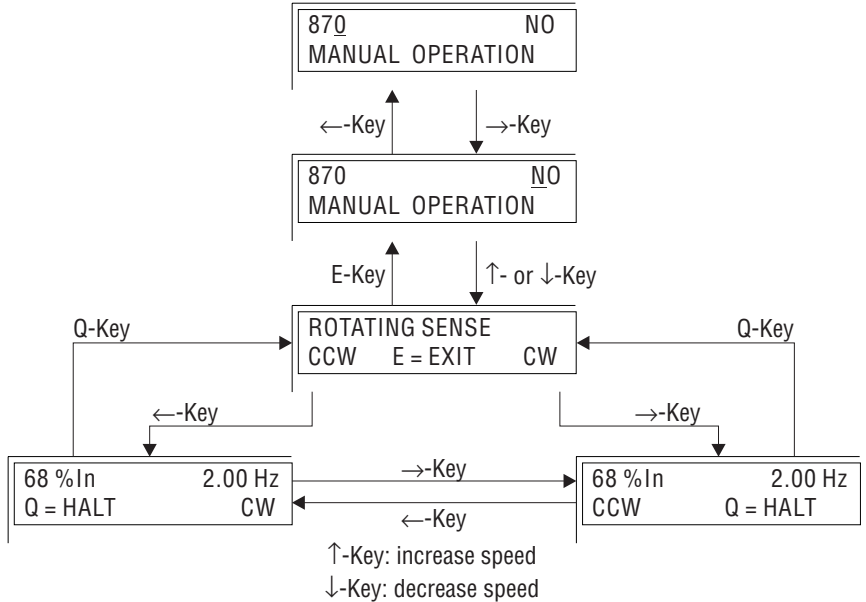 870 NO
MANUAL OPERATION
←-Key →-Key
870 NO
MANUAL OPERATION
E-Key ↑- or ↓-Key
Q-Key ROTATING SENSE Q-Key
CCW E = EXIT CW
←-Key →-Key
68 %In 2.00 Hz →-Key 68 %In 2.00 Hz
Q = HALT CW ←-Key CCW Q = HALT
↑-Key: increase speed
↓-Key: decrease speed